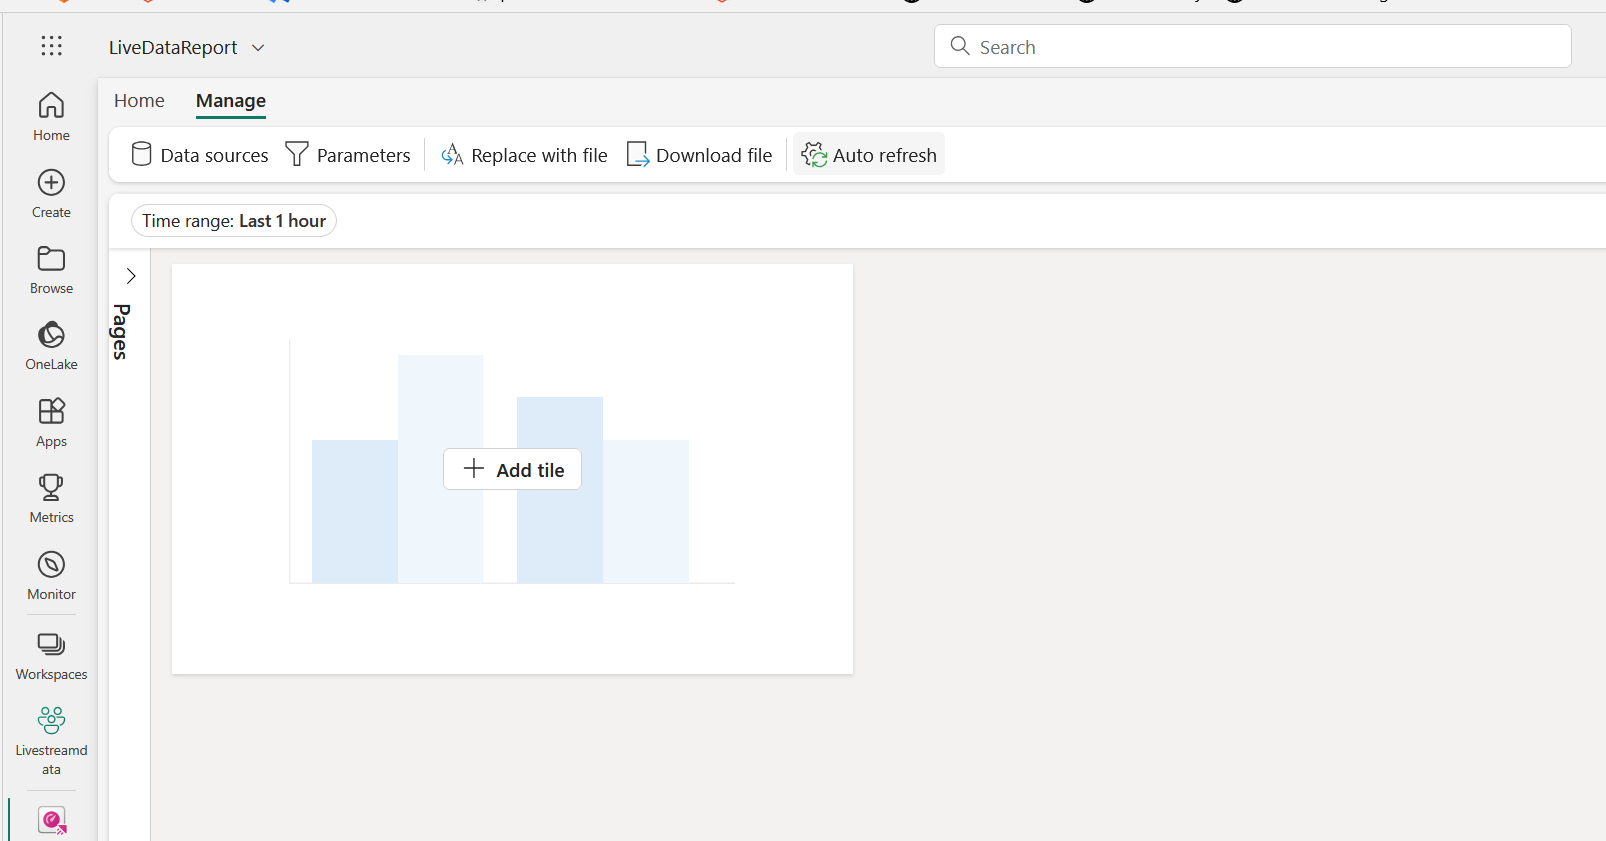 LiveDataReport
Search
Home
Manage
Data sources
Parameters
Replace with file
Download file
Auto refresh
Time range: Last 1 hour
Pages
Add tile
Home
Create
Browse
OneLake
Apps
Metrics
Monitor
Workspaces
Livestreamd
ata